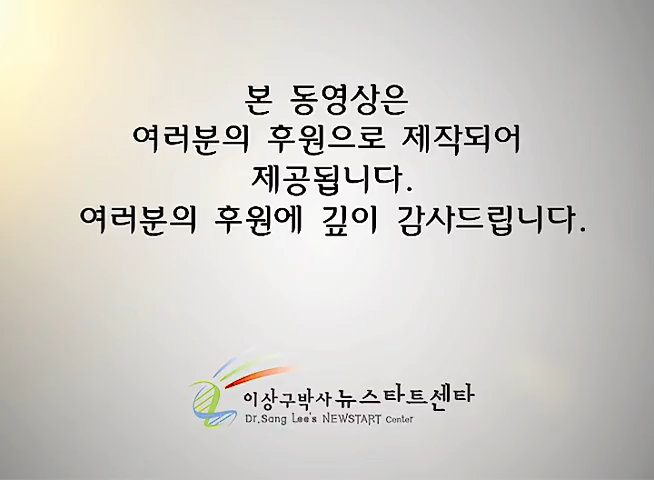 본 동영상은
여러분의 후원으로 제작되어
제공됩니다.
여러분의 후원에 깊이 감사드립니다.
이상구박사 뉴스타트센타
Dr.Sang Lee's NEWSTART Center